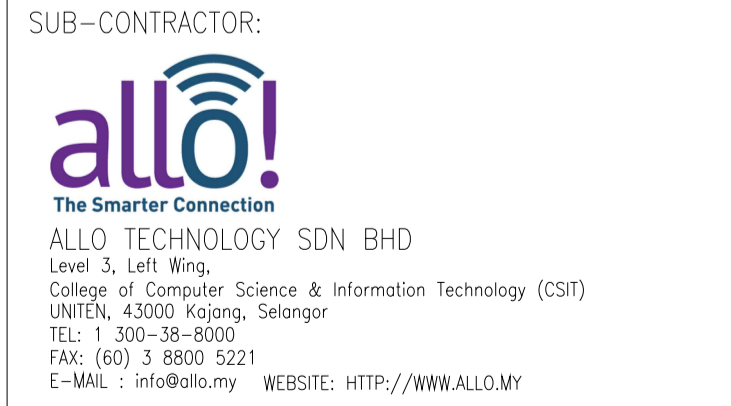 SUB-CONTRACTOR:
allo!
The Smarter Connection
ALLO TECHNOLOGY SDN BHD
Level 3, Left Wing,
College of Computer Science & Information Technology (CSIT)
UNITEN, 43000 Kajang, Selangor
TEL: 1 300-38-8000
FAX: (60) 3 8800 5221
E-MAIL : info@allo.my WEBSITE: HTTP://WWW.ALLO.MY